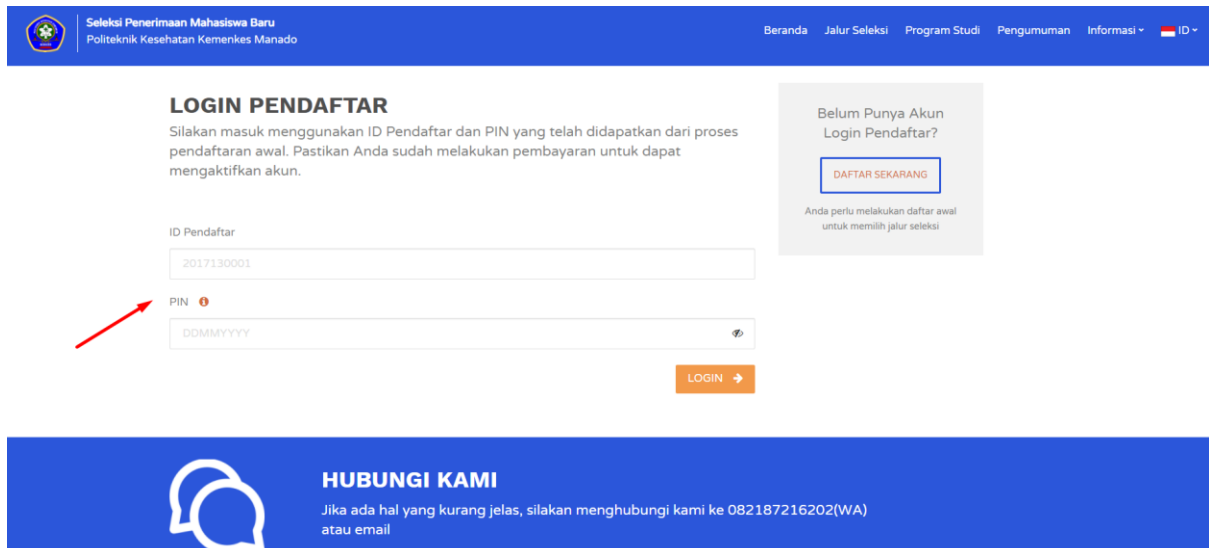 Seleksi Penerimaan Mahasiswa Baru
Politeknik Kesehatan Kemenkes Manado
Beranda Jalur Seleksi Program Studi Pengumuman Informasi ID
LOGIN PENDAFTAR
Silakan masuk menggunakan ID Pendaftar dan PIN yang telah didapatkan dari proses
pendaftaran awal. Pastikan Anda sudah melakukan pembayaran untuk dapat
mengaktifkan akun.
ID Pendaftar
2017130001
PIN
DDMMYYYY
LOGIN
Belum Punya Akun
Login Pendaftar?
DAFTAR SEKARANG
Anda perlu melakukan daftar awal
untuk memilih jalur seleksi
HUBUNGI KAMI
Jika ada hal yang kurang jelas, silakan menghubungi kami ke 082187216202(WA)
atau email